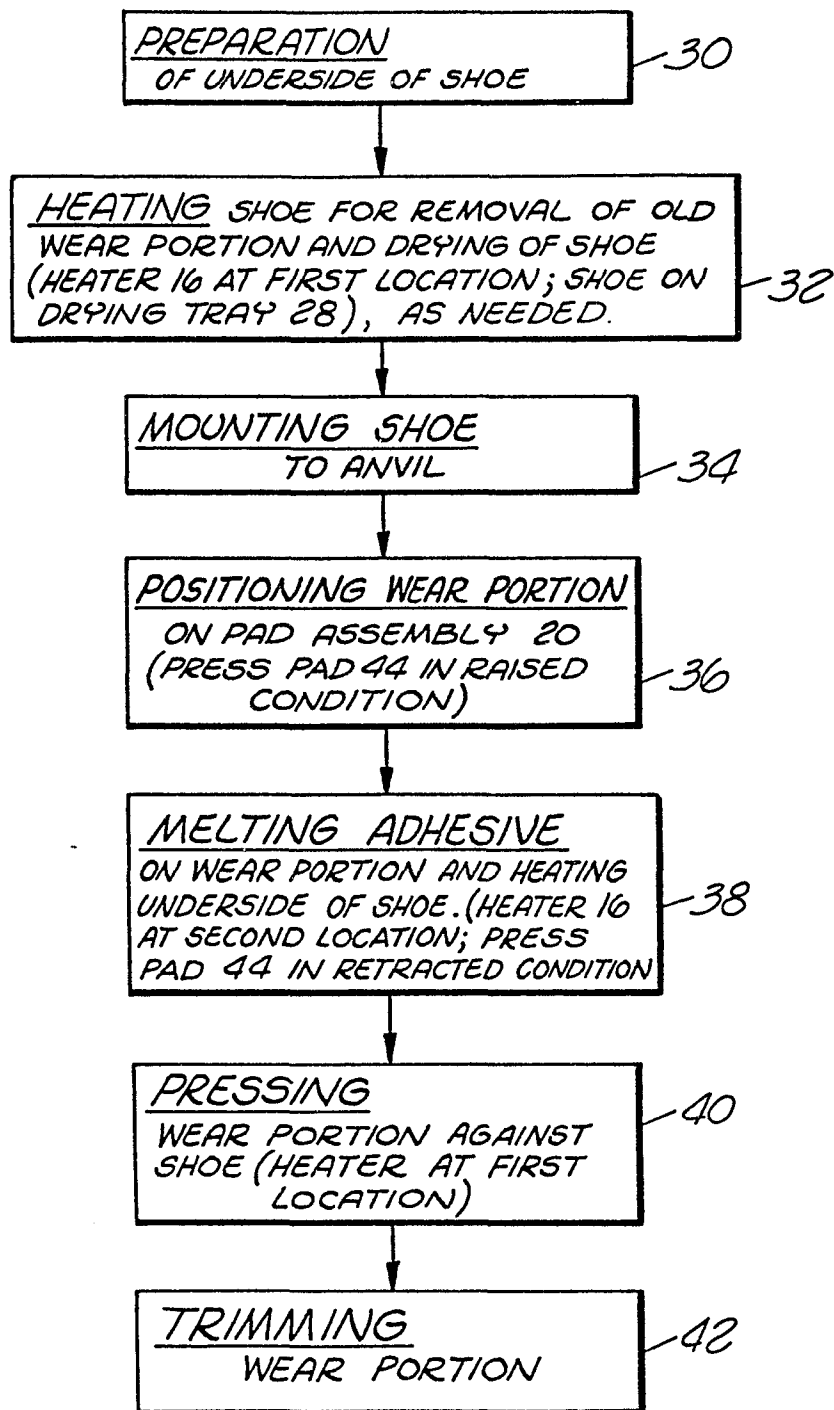 PREPARATION
OF UNDERSIDE OF SHOE
30
HEATING SHOE FOR REMOVAL OF OLD
WEAR PORTION AND DRYING OF SHOE
(HEATER 16 AT FIRST LOCATION; SHOE ON
DRYING TRAY 28), AS NEEDED.
32
MOUNTING SHOE
TO ANVIL
34
POSITIONING WEAR PORTION
ON PAD ASSEMBLY 20
(PRESS PAD 44 IN RAISED
CONDITION)
36
MELTING ADHESIVE
ON WEAR PORTION AND HEATING
UNDERSIDE OF SHOE. (HEATER 16
AT SECOND LOCATION; PRESS
PAD 44 IN RETRACTED CONDITION
38
PRESSING
WEAR PORTION AGAINST
SHOE (HEATER AT FIRST
LOCATION)
40
TRIMMING
WEAR PORTION
42